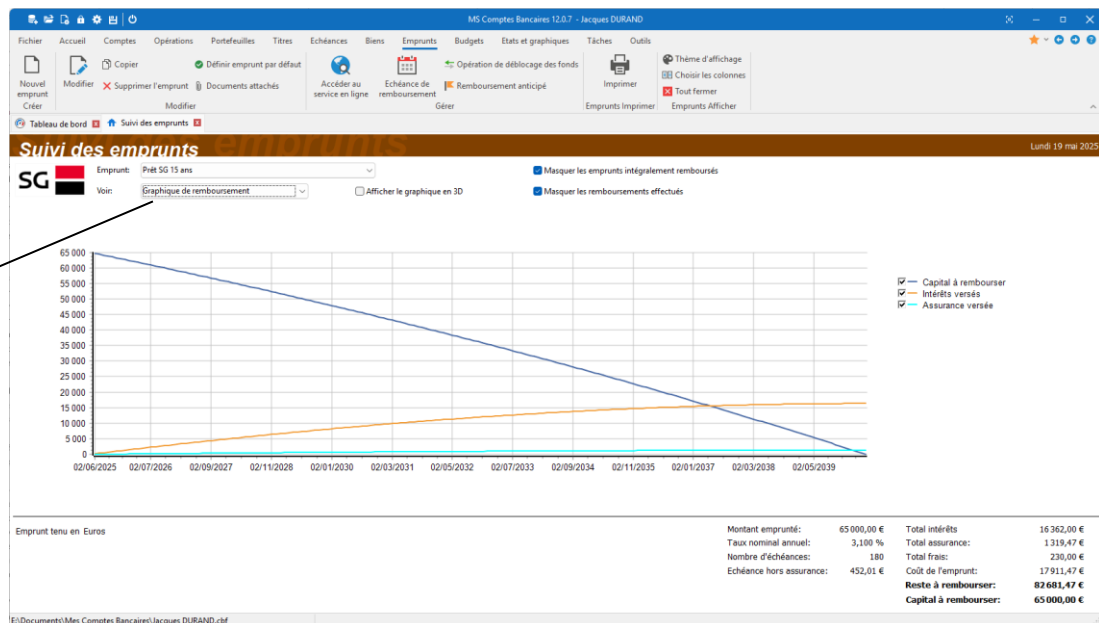 MS Comptes Bancaires 12.0.7 - Jacques DURAND
Fichier Accueil Comptes Opérations Portefeuilles Titres Echéances Biens Emprunts Budgets Etats et graphiques Tâches Outils
Nouvel emprunt
Modifier
Copier
Supprimer l'emprunt
Définir emprunt par défaut
Documents attachés
Accéder au service en ligne
Echéance de remboursement
Opération de déblocage des fonds
Remboursement anticipé
Imprimer
Thème d'affichage
Choisir les colonnes
Tout fermer
Créer Modifier Gérer Emprunts Imprimer Emprunts Afficher
Tableau de bord Suivi des emprunts
Suivi des emprunts
Suivi des emprunts Lundi 19 mai 2025
SG
Emprunt: Prêt SG 15 ans Masquer les emprunts intégralement remboursés
Voir: Graphique de remboursement Afficher le graphique en 3D Masquer les remboursements effectués
65 000
60 000
55 000
50 000
45 000
40 000
35 000
30 000
25 000
20 000
15 000
10 000
5 000
0
02/06/2025 02/07/2026 02/09/2027 02/11/2028 02/01/2030 02/03/2031 02/05/2032 02/07/2033 02/09/2034 02/11/2035 02/01/2037 02/03/2038 02/05/2039
Capital à rembourser
Intérêts versés
Assurance versée
Emprunt tenu en Euros
Montant emprunté: 65 000,00 € Total intérêts 16 362,00 €
Taux nominal annuel: 3,100 % Total assurance: 1 319,47 €
Nombre d'échéances: 180 Total frais: 230,00 €
Echéance hors assurance: 452,01 € Coût de l'emprunt: 17 911,47 €
Reste à rembourser: 82 681,47 €
Capital à rembourser: 65 000,00 €
E:\Documents\Mes Comptes Bancaires\Jacques DURAND.cbf